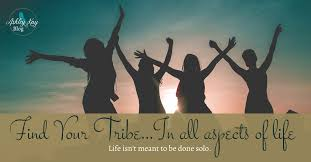 Ashley Kay
Blog
Find Your Tribe...In all aspects of life
Life isn't meant to be done solo.